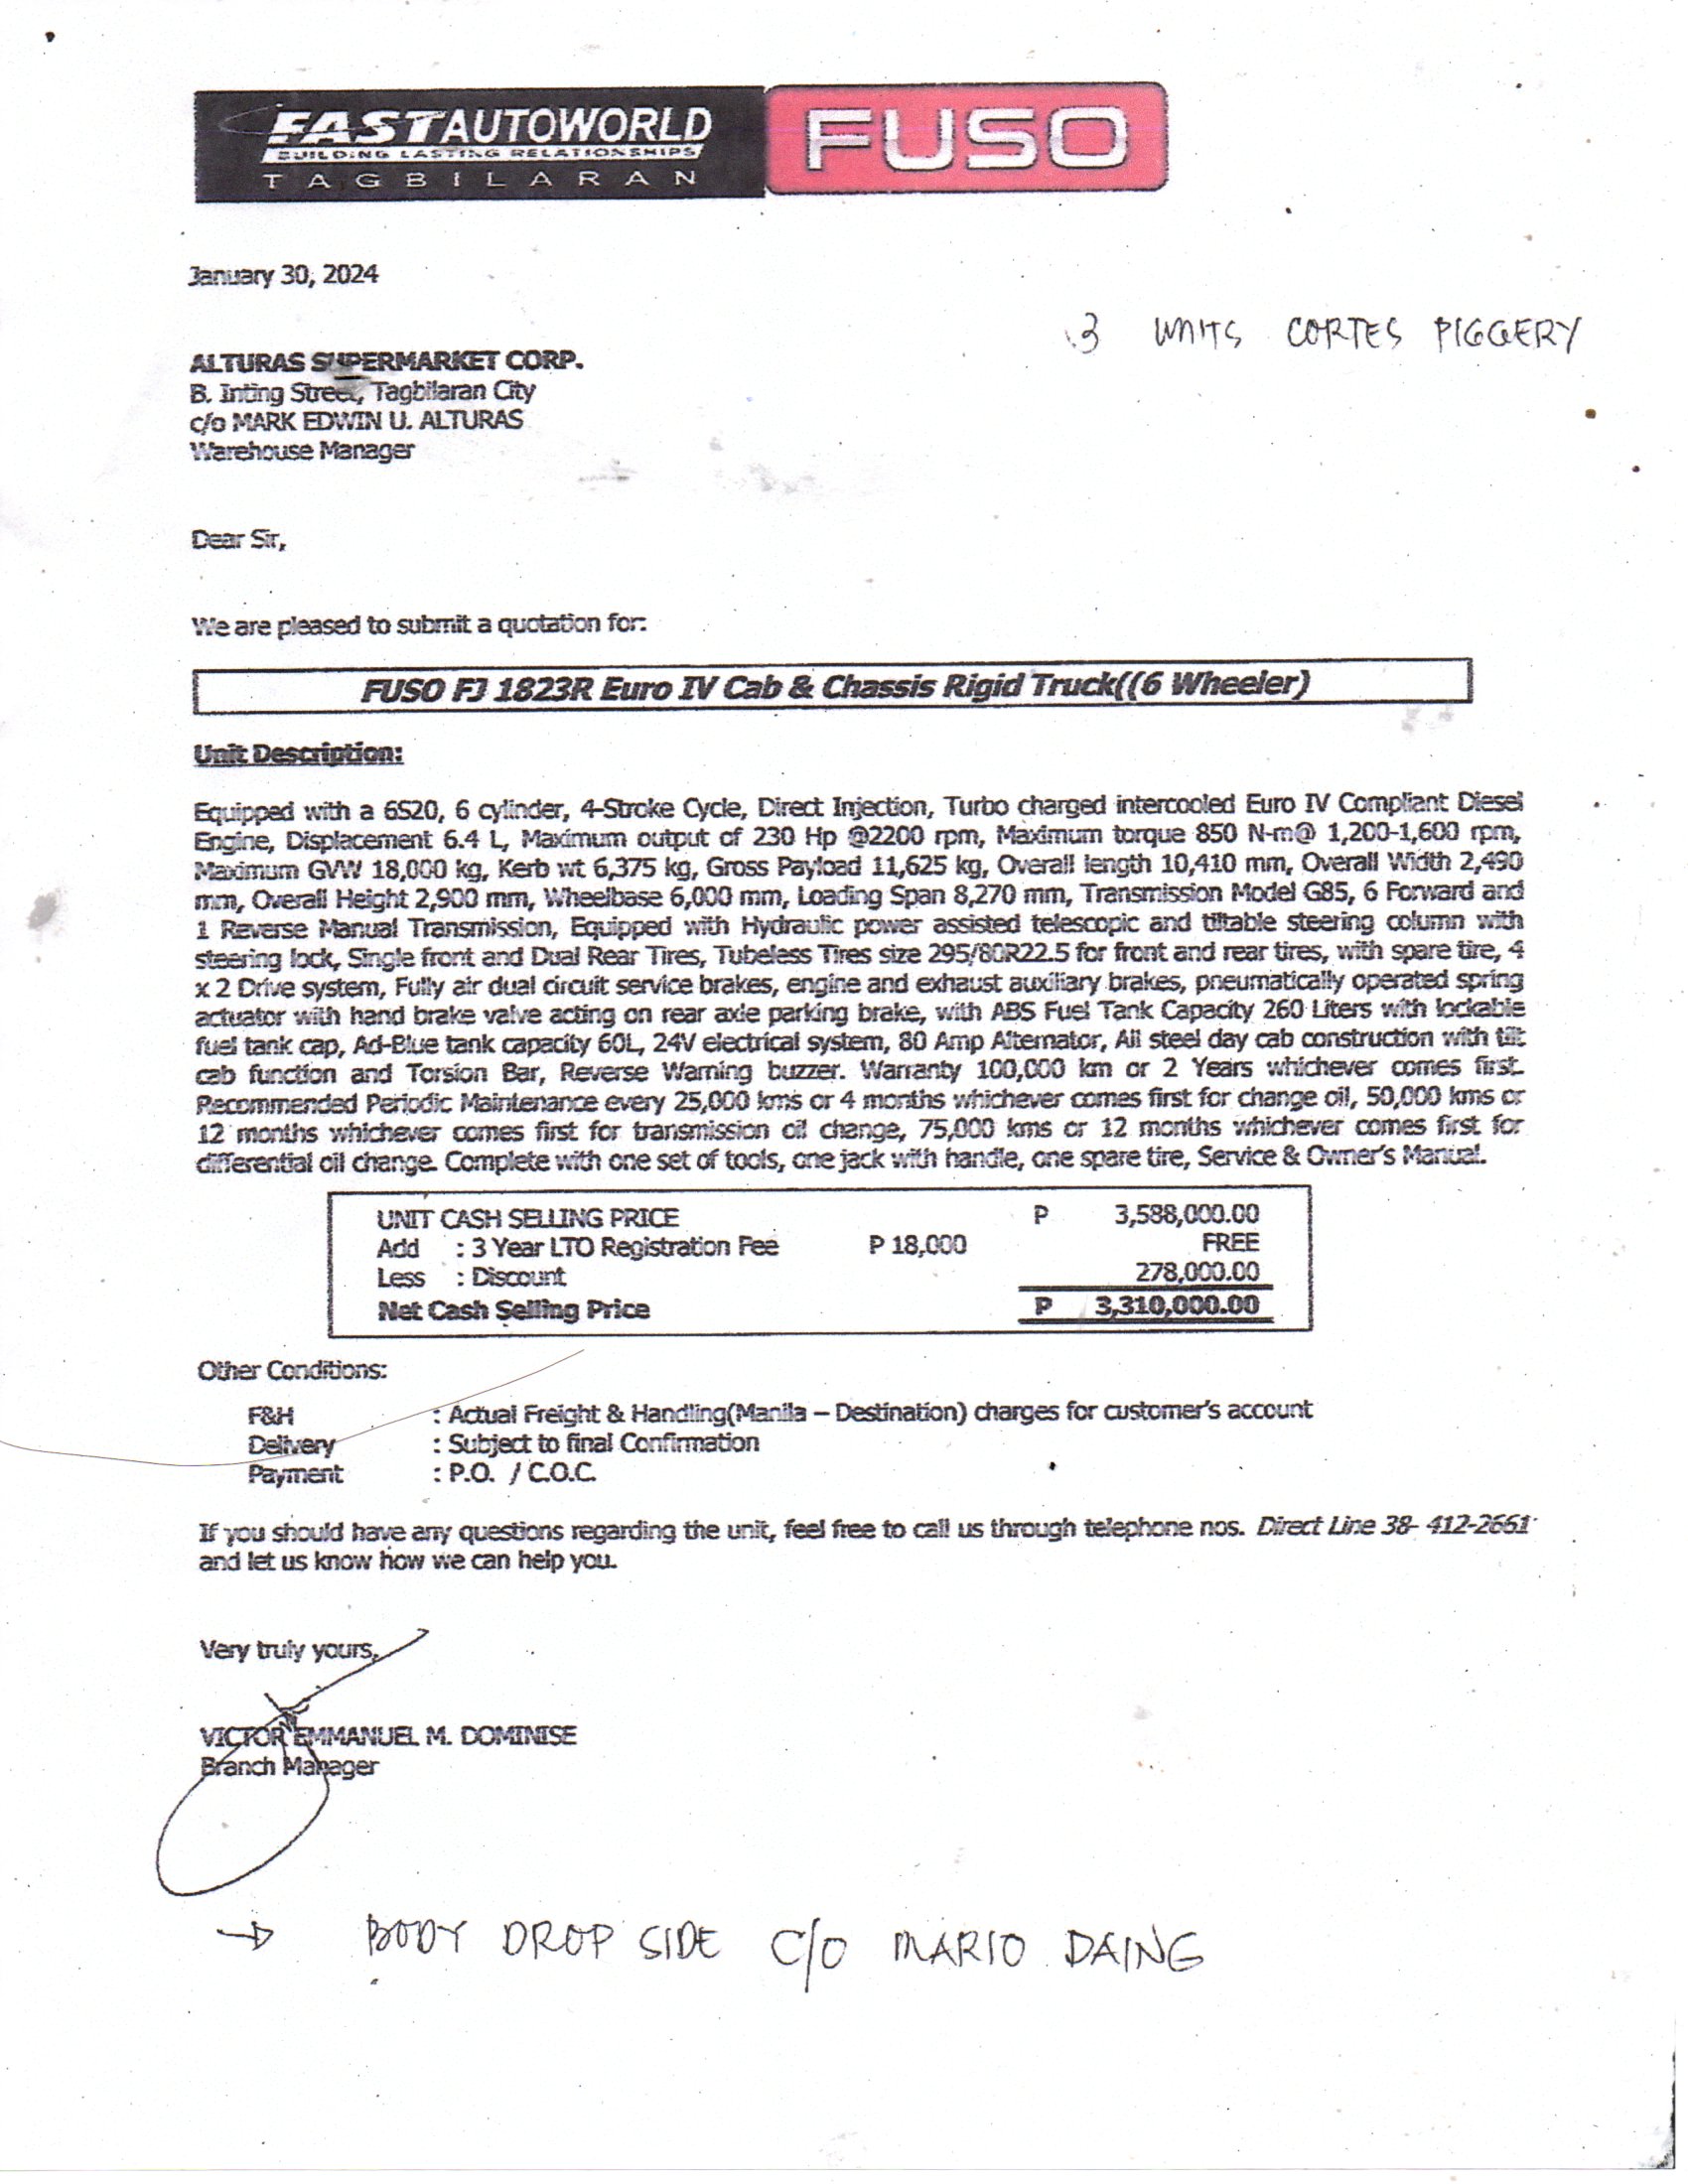 FASTAUTOWORLD
BUILDING LASTING RELATIONSHIPS
TAGBILARAN
FUSO
January 30, 2024
3 UNITS CORTES PIGGERY
ALTURAS SUPERMARKET CORP.
B. Inting Street, Tagbilaran City
c/o MARK EDWIN U. ALTURAS
Warehouse Manager
Dear Sir,
We are pleased to submit a quotation for:
FUSO FJ 1823R Euro IV Cab & Chassis Rigid Truck((6 Wheeler)
Unit Description:
Equipped with a 6S20, 6 cylinder, 4-Stroke Cycle, Direct Injection, Turbo charged intercooled Euro IV Compliant Diesel
Engine, Displacement 6.4 L, Maximum output of 230 Hp @2200 rpm, Maximum torque 850 N-m@ 1,200-1,600 rpm,
Maximum GVW 18,000 kg, Kerb wt 6,375 kg, Gross Payload 11,625 kg, Overall length 10,410 mm, Overall Width 2,490
mm, Overall Height 2,900 mm, Wheelbase 6,000 mm, Loading Span 8,270 mm, Transmission Model G85, 6 Forward and
1 Reverse Manual Transmission, Equipped with Hydraulic power assisted telescopic and tiltable steering column with
steering lock, Single front and Dual Rear Tires, Tubeless Tires size 295/80R22.5 for front and rear tires, with spare tire, 4
x 2 Drive system, Fully air dual circuit service brakes, engine and exhaust auxiliary brakes, pneumatically operated spring
actuator with hand brake valve acting on rear axle parking brake, with ABS Fuel Tank Capacity 260 Liters with lockable
fuel tank cap, Ad-Blue tank capacity 60L, 24V electrical system, 80 Amp Alternator, All steel day cab construction with tilt
cab function and Torsion Bar, Reverse Warning buzzer. Warranty 100,000 km or 2 Years whichever comes first.
Recommended Periodic Maintenance every 25,000 kms or 4 months whichever comes first for change oil, 50,000 kms or
12 months whichever comes first for transmission oil change, 75,000 kms or 12 months whichever comes first for
differential oil change. Complete with one set of tools, one jack with handle, one spare tire, Service & Owner's Manual.
UNIT CASH SELLING PRICE P 3,588,000.00
Add : 3 Year LTO Registration Fee P 18,000 FREE
Less : Discount 278,000.00
Net Cash Selling Price P 3,310,000.00
Other Conditions:
F&H : Actual Freight & Handling(Manila – Destination) charges for customer's account
Delivery : Subject to final Confirmation
Payment : P.O. / C.O.C.
If you should have any questions regarding the unit, feel free to call us through telephone nos. Direct Line 38- 412-2661
and let us know how we can help you.
Very truly yours,
VICTOR EMMANUEL M. DOMINISE
Branch Manager
→ BODY DROP SIDE C/O MARIO DAING